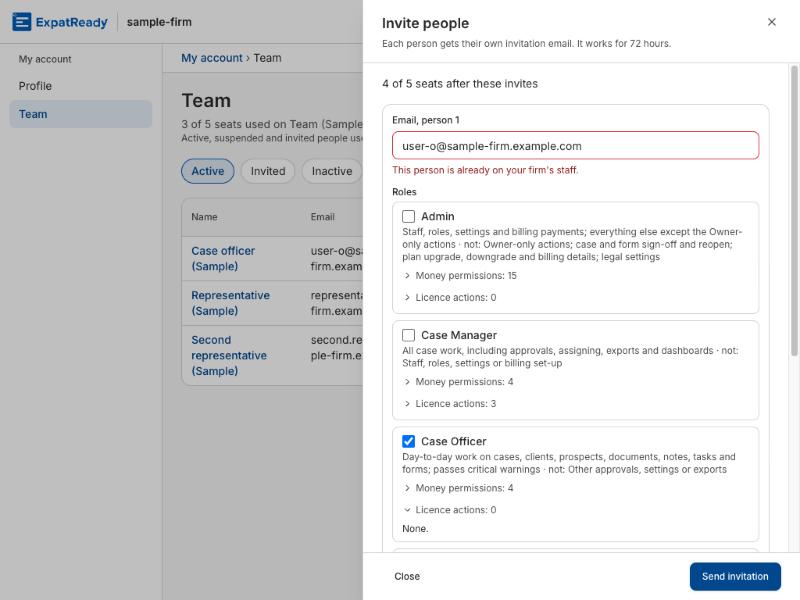 ExpatReady
sample-firm
My account
Profile
Team
My account › Team
Team
3 of 5 seats used on Team (Sample
Active, suspended and invited people
Active
Invited
Inactive
Name
Email
Case officer
(Sample)
firm.exam
Representative
(Sample)
firm.exam
Second
representative
(Sample)
Invite people
Each person gets their own invitation email. It works for 72 hours.
4 of 5 seats after these invites
Email, person 1
user-o@sample-firm.example.com
This person is already on your firm's staff.
Roles
Admin
Staff, roles, settings and billing payments; everything else except the Owner-
only actions · not: Owner-only actions; case and form sign-off and reopen;
plan upgrade, downgrade and billing details; legal settings
Money permissions: 15
Licence actions: 0
Case Manager
All case work, including approvals, assigning, exports and dashboards · not:
Staff, roles, settings or billing set-up
Money permissions: 4
Licence actions: 3
Case Officer
Day-to-day work on cases, clients, prospects, documents, notes, tasks and
forms; passes critical warnings · not: Other approvals, settings or exports
Money permissions: 4
Licence actions: 0
None.
Close
Send invitation